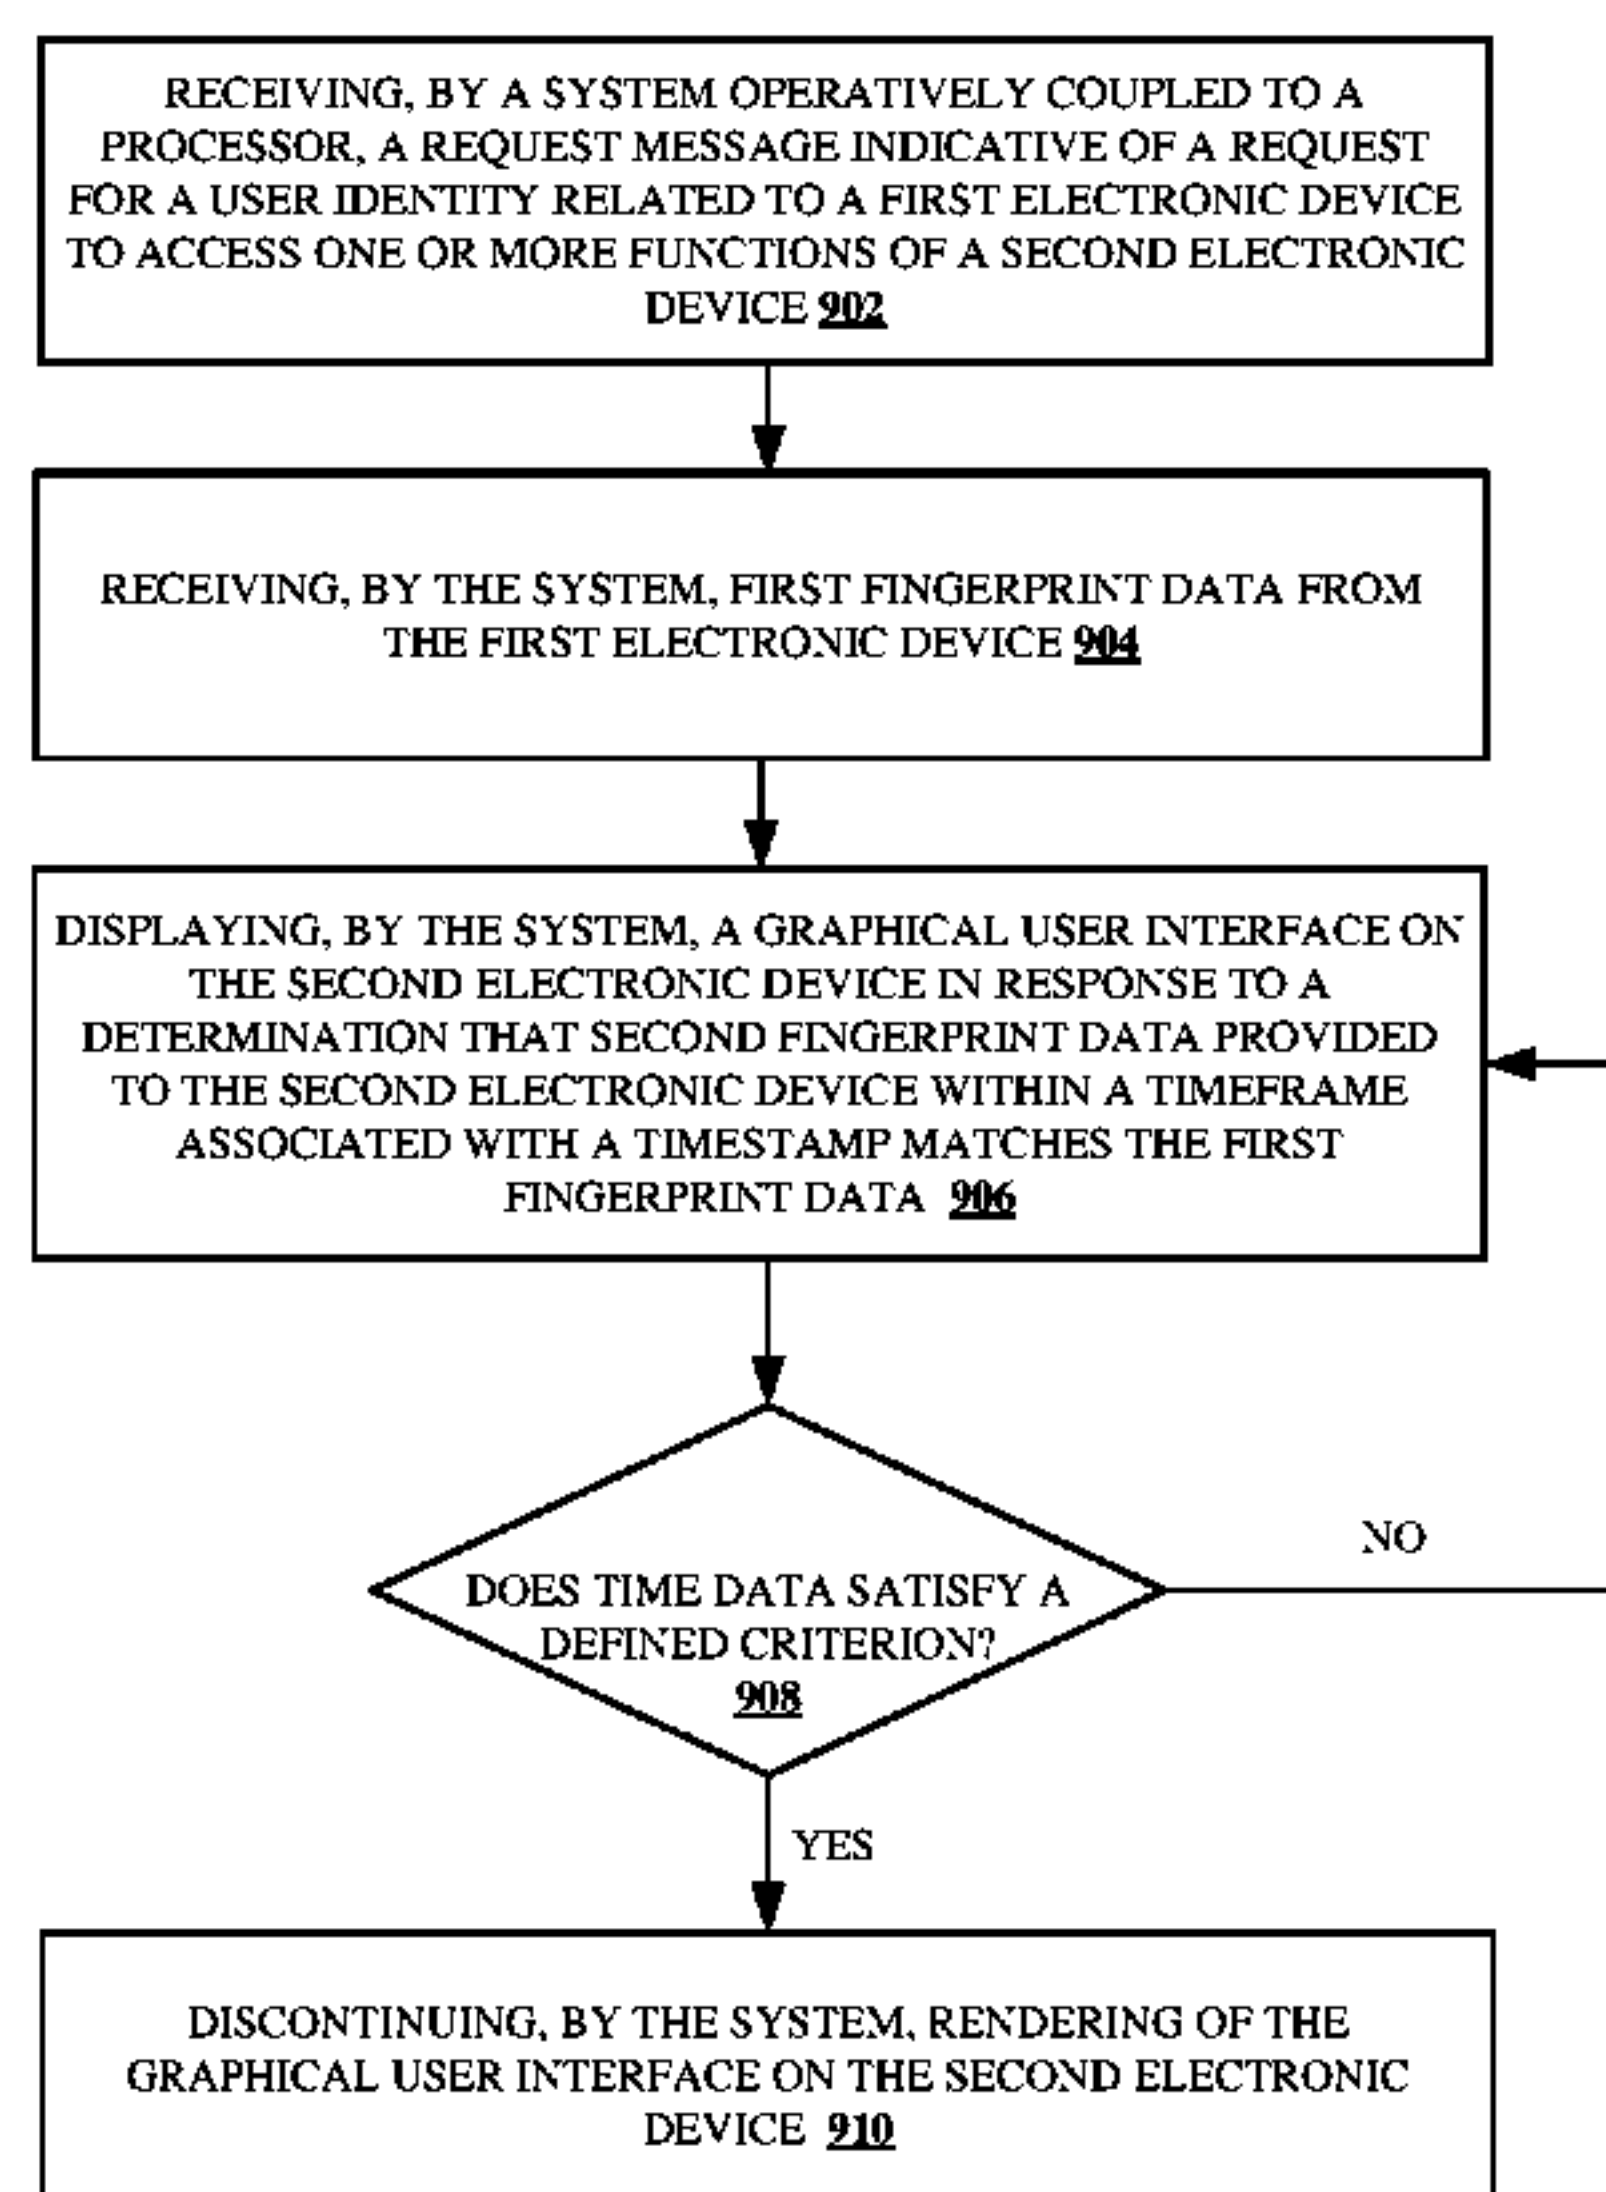 RECEIVING, BY A SYSTEM OPERATIVELY COUPLED TO A
PROCESSOR, A REQUEST MESSAGE INDICATIVE OF A REQUEST
FOR A USER IDENTITY RELATED TO A FIRST ELECTRONIC DEVICE
TO ACCESS ONE OR MORE FUNCTIONS OF A SECOND ELECTRONIC
DEVICE 902
RECEIVING, BY THE SYSTEM, FIRST FINGERPRINT DATA FROM
THE FIRST ELECTRONIC DEVICE 904
DISPLAYING, BY THE SYSTEM, A GRAPHICAL USER INTERFACE ON
THE SECOND ELECTRONIC DEVICE IN RESPONSE TO A
DETERMINATION THAT SECOND FINGERPRINT DATA PROVIDED
TO THE SECOND ELECTRONIC DEVICE WITHIN A TIMEFRAME
ASSOCIATED WITH A TIMESTAMP MATCHES THE FIRST
FINGERPRINT DATA 906
NO
DOES TIME DATA SATISFY A
DEFINED CRITERION?
908
YES
DISCONTINUING, BY THE SYSTEM, RENDERING OF THE
GRAPHICAL USER INTERFACE ON THE SECOND ELECTRONIC
DEVICE 910